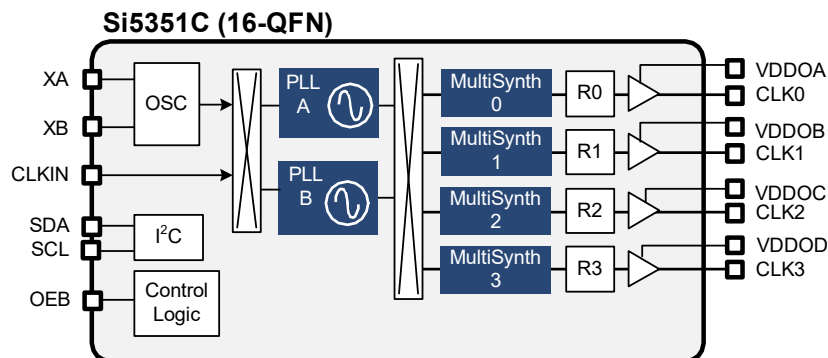 Si5351C (16-QFN)
XA
XB
CLKIN
SDA
SCL
OEB
OSC
I²C
Control
Logic
PLL
A
PLL
B
MultiSynth
0
MultiSynth
1
MultiSynth
2
MultiSynth
3
R0
R1
R2
R3
VDDOA
CLK0
VDDOB
CLK1
VDDOC
CLK2
VDDOD
CLK3